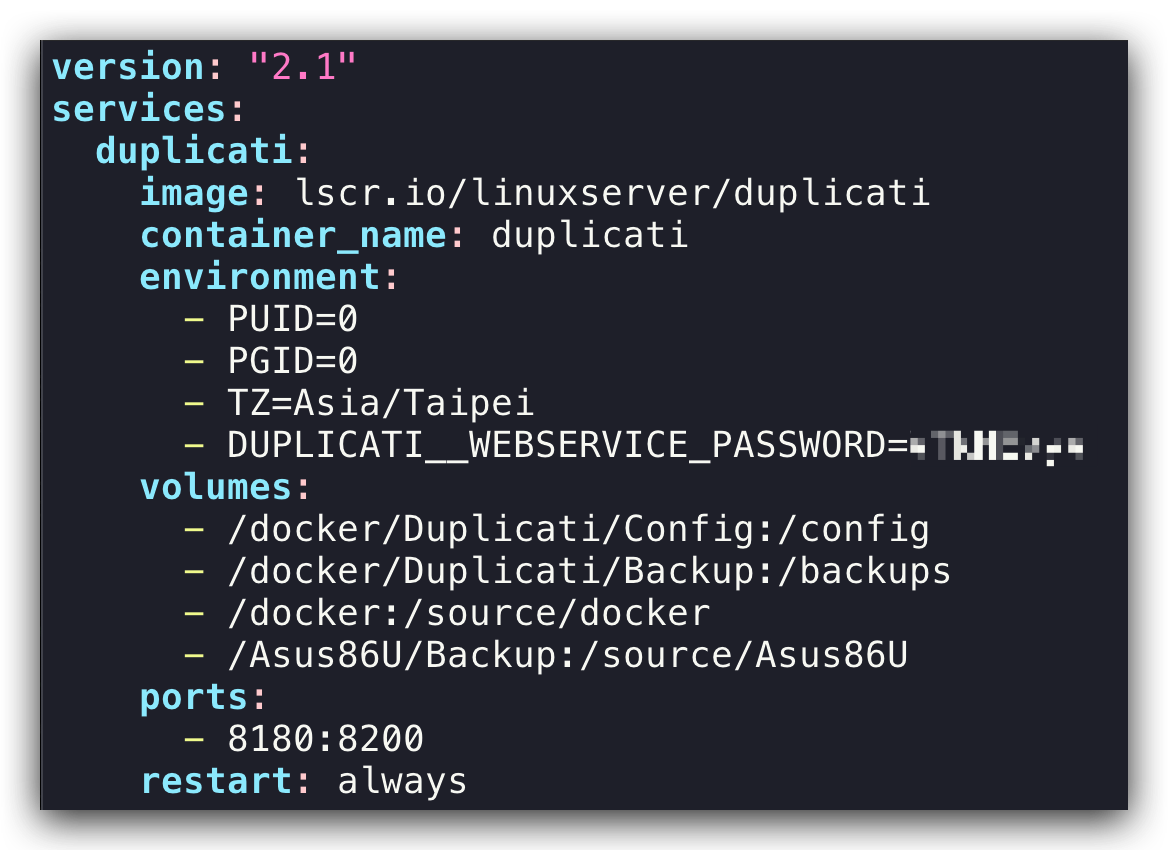 version: "2.1"
services:
  duplicati:
    image: lscr.io/linuxserver/duplicati
    container_name: duplicati
    environment:
      - PUID=0
      - PGID=0
      - TZ=Asia/Taipei
      - DUPLICATI__WEBSERVICE_PASSWORD=
    volumes:
      - /docker/Duplicati/Config:/config
      - /docker/Duplicati/Backup:/backups
      - /docker:/source/docker
      - /Asus86U/Backup:/source/Asus86U
    ports:
      - 8180:8200
    restart: always